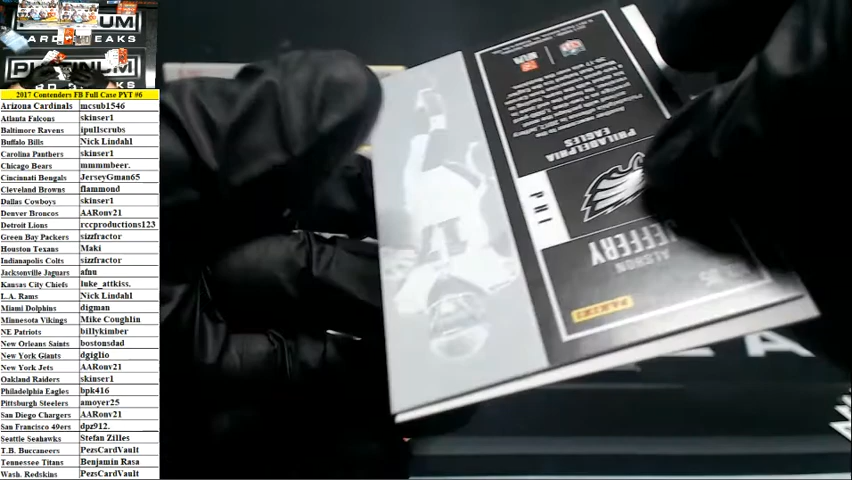 PLATINUM
2017 Contenders FB Full Case PYT #6
Arizona Cardinals mcsub1546
Atlanta Falcons skinser1
Baltimore Ravens ipullscrubs
Buffalo Bills Nick Lindahl
Carolina Panthers skinser1
Chicago Bears mmmmbeer.
Cincinnati Bengals JerseyGman65
Cleveland Browns flammond
Dallas Cowboys skinser1
Denver Broncos AARonv21
Detroit Lions rccproductions123
Green Bay Packers sizzfractor
Houston Texans Maki
Indianapolis Colts sizzfractor
Jacksonville Jaguars afnu
Kansas City Chiefs luke_attkiss.
L.A. Rams Nick Lindahl
Miami Dolphins digman
Minnesota Vikings Mike Coughlin
NE Patriots billykimber
New Orleans Saints bostonsdad
New York Giants dgiglio
New York Jets AARonv21
Oakland Raiders skinser1
Philadelphia Eagles bpk416
Pittsburgh Steelers amoyer25
San Diego Chargers AARonv21
San Francisco 49ers dpz912.
Seattle Seahawks Stefan Zilles
T.B. Buccaneers PezsCardVault
Tennessee Titans Benjamin Rasa
Wash. Redskins PezsCardVault
PANINI
ALSHON
JEFFERY
PHI
PHILADELPHIA
EAGLES